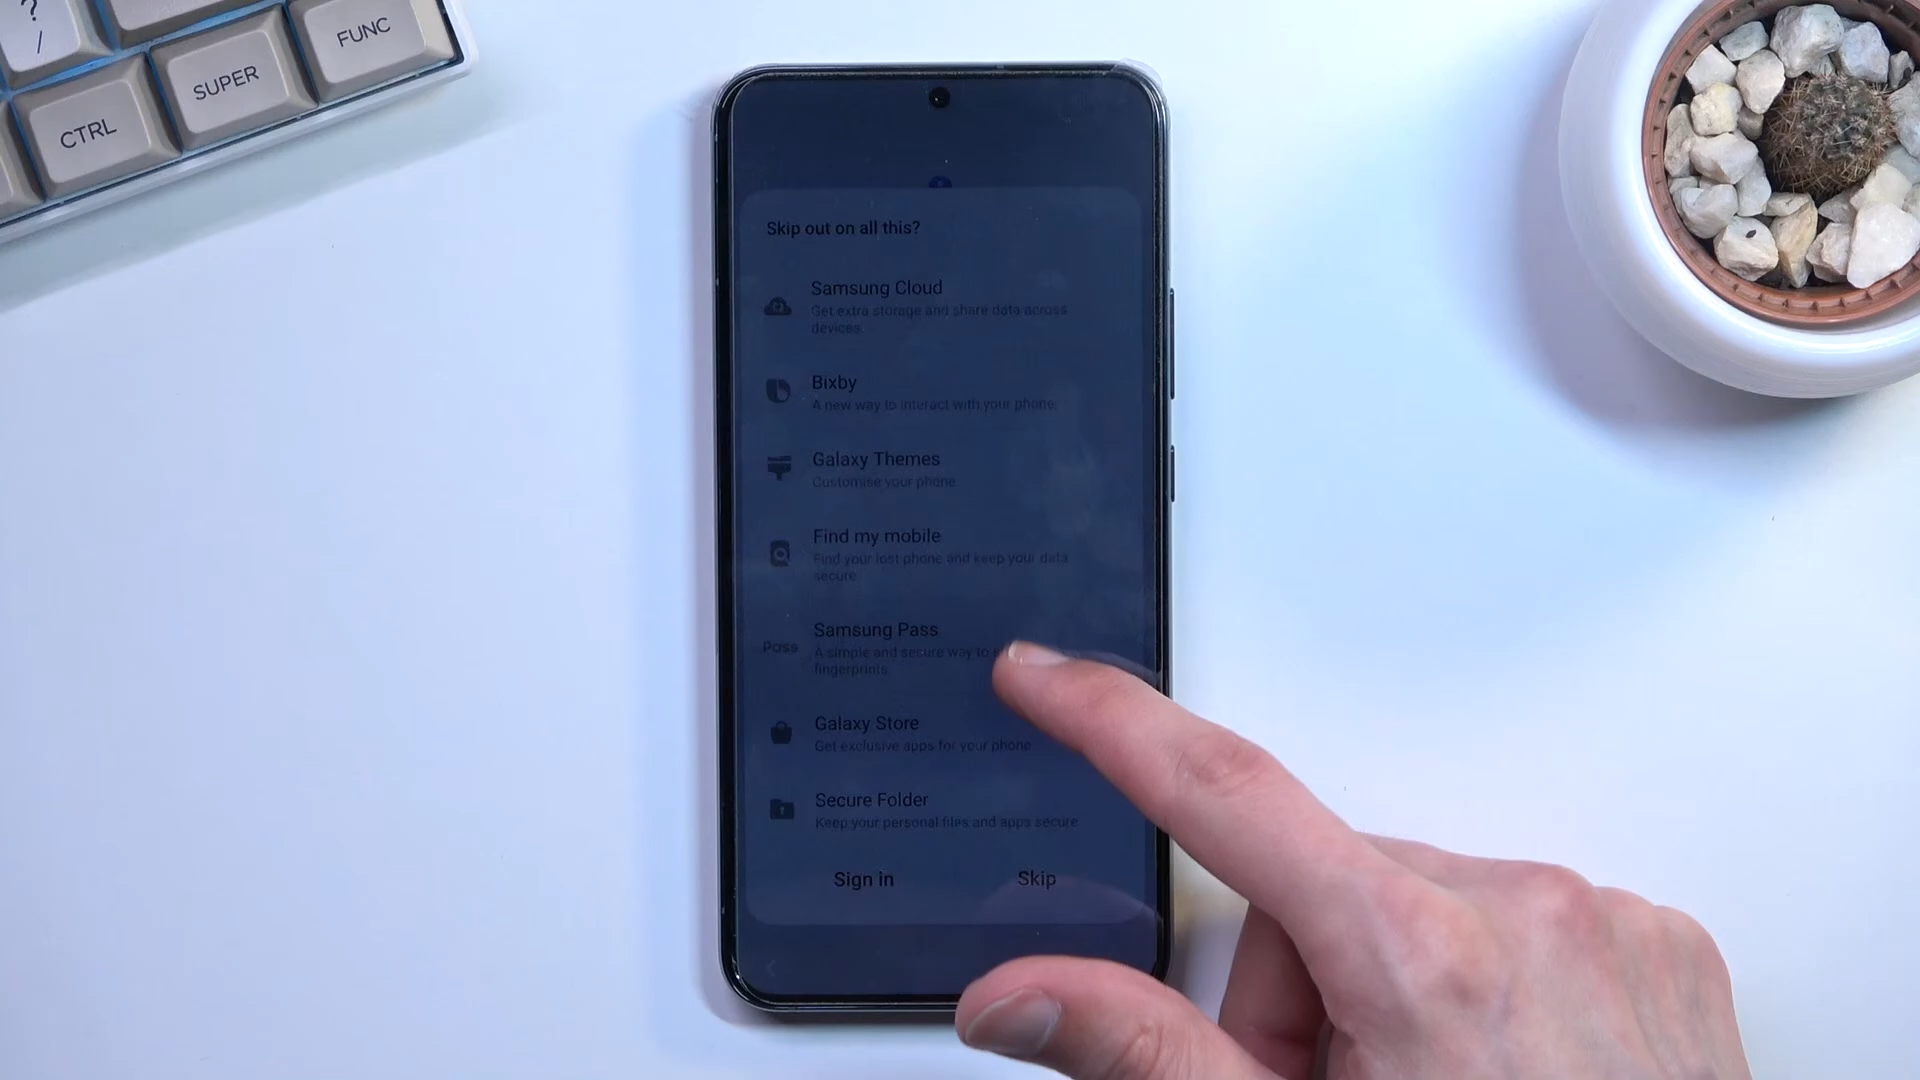 ?
/
CTRL
SUPER
FUNC
Skip out on all this?
Samsung Cloud
Get extra storage and share data across
devices.
Bixby
A new way to interact with your phone.
Galaxy Themes
Customise your phone
Find my mobile
Find your lost phone and keep your data
secure
Samsung Pass
Pass
A simple and secure way to
fingerprints.
Galaxy Store
Get exclusive apps for your phone
Secure Folder
Keep your personal files and apps secure
Sign in
Skip